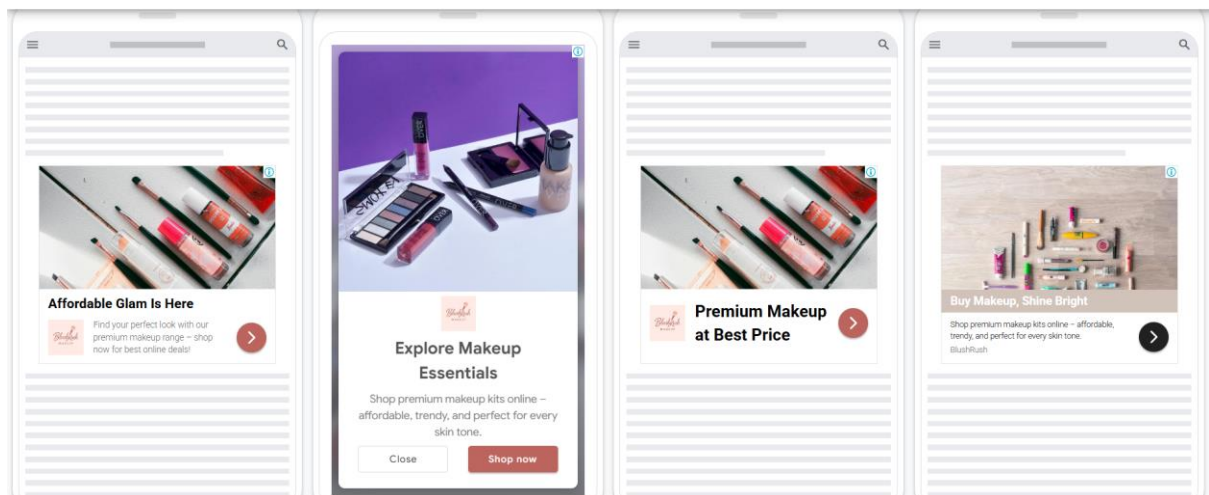 Affordable Glam Is Here
Find your perfect look with our
premium makeup range – shop
now for best online deals!
BlushRush
MAKEUP
Explore Makeup
Essentials
Shop premium makeup kits online –
affordable, trendy, and perfect for every
skin tone.
Close
Shop now
Premium Makeup
at Best Price
Buy Makeup, Shine Bright
Shop premium makeup kits online – affordable,
trendy, and perfect for every skin tone.
BlushRush